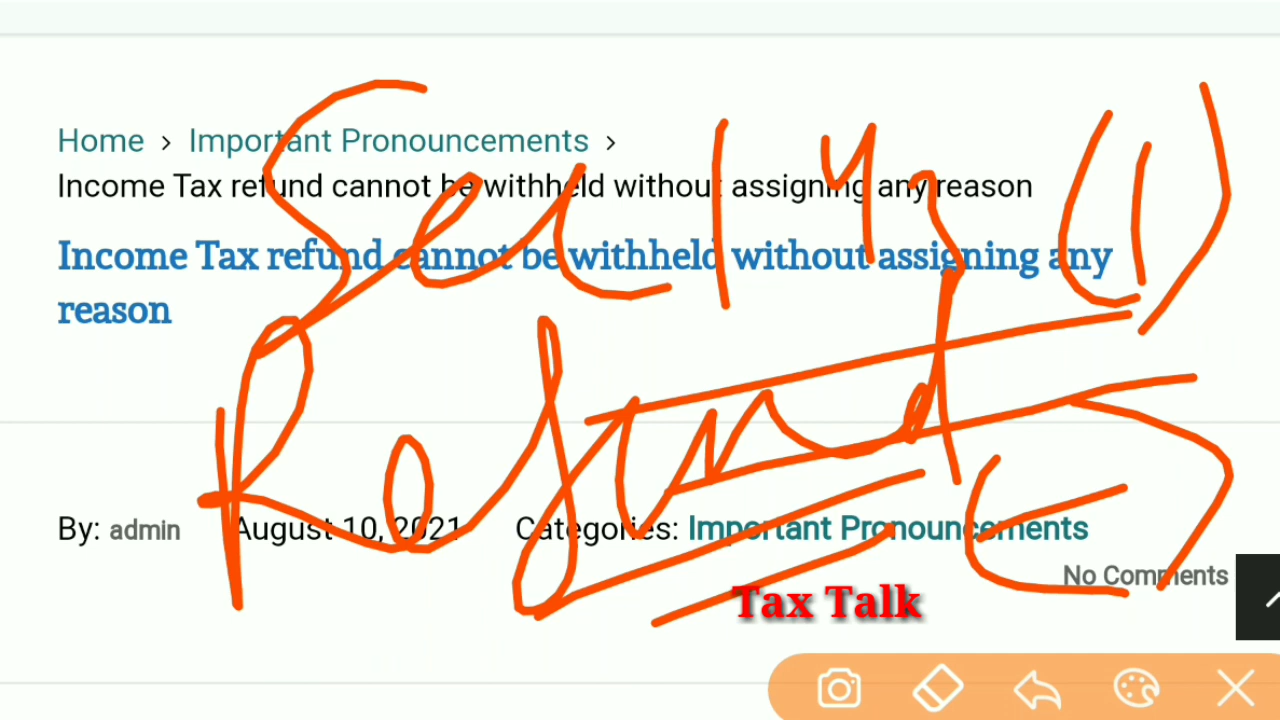 Home > Important Pronouncements >
Income Tax refund cannot be withheld without assigning any reason
Income Tax refund cannot be withheld without assigning any
reason
Sec 143 (1)
Refund (-)
By: admin August 10, 2021 Categories: Important Pronouncements
No Comments
Tax Talk